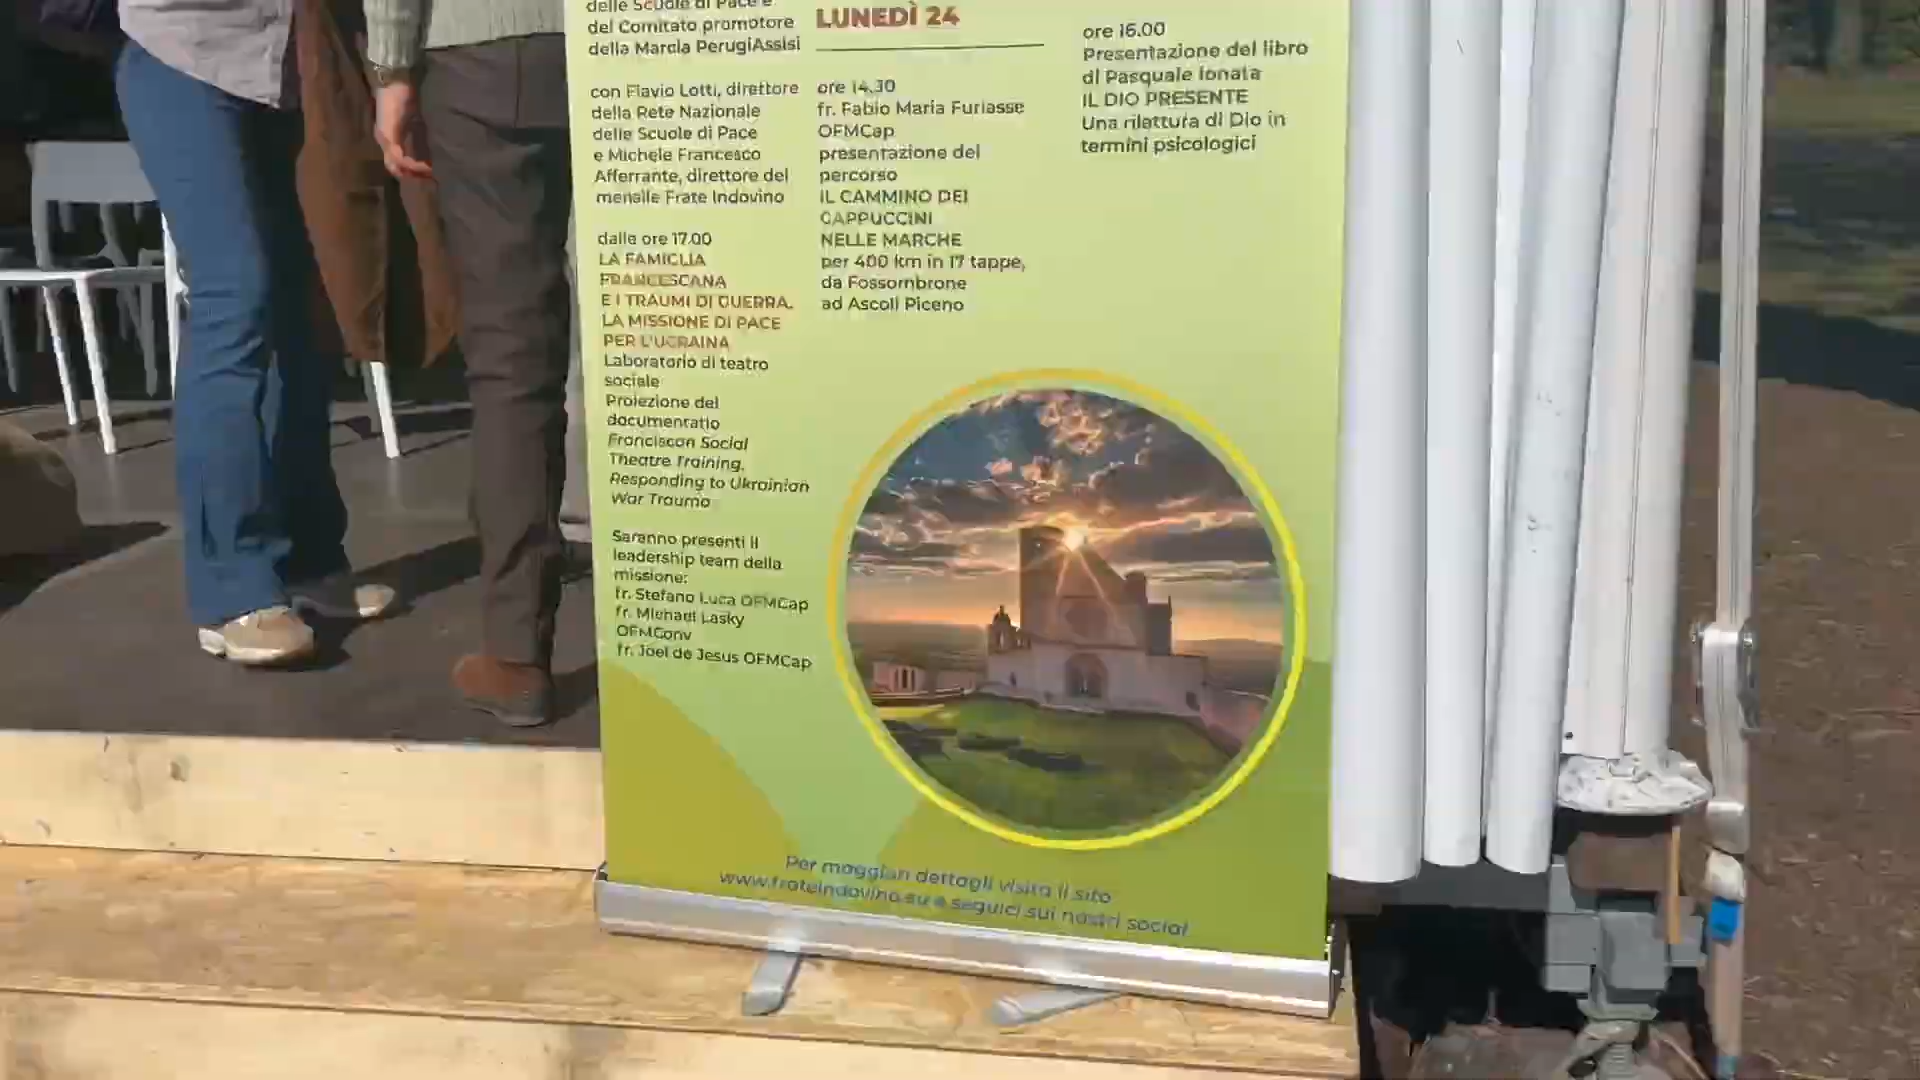 delle Scuole di Pace e
del Comitato promotore
della Marcia PerugiAssisi
con Flavio Lotti, direttore
della Rete Nazionale
delle Scuole di Pace
e Michele Francesco
Afferrante, direttore del
mensile Frate Indovino
dalle ore 17.00
LA FAMIGLIA
FRANCESCANA
E I TRAUMI DI GUERRA.
LA MISSIONE DI PACE
PER L'UCRAINA
Laboratorio di teatro
sociale
Proiezione del
documentatio
Franciscan Social
Theatre Training,
Responding to Ukrainian
War Trauma
Saranno presenti il
leadership team della
missione:
fr. Stefano Luca OFMCap
fr. Michael Lasky
OFMConv
fr. Joel de Jesus OFMCap
LUNEDÌ 24
ore 14.30
fr. Fabio Maria Furiasse
OFMCap
presentazione del
percorso
IL CAMMINO DEI
CAPPUCCINI
NELLE MARCHE
per 400 km in 17 tappe,
da Fossombrone
ad Ascoli Piceno
ore 16.00
Presentazione del libro
di Pasquale Ionata
IL DIO PRESENTE
Una rilettura di Dio in
termini psicologici
Per maggiori dettagli visita il sito
www.frateindovino.eu e seguici sui nostri social